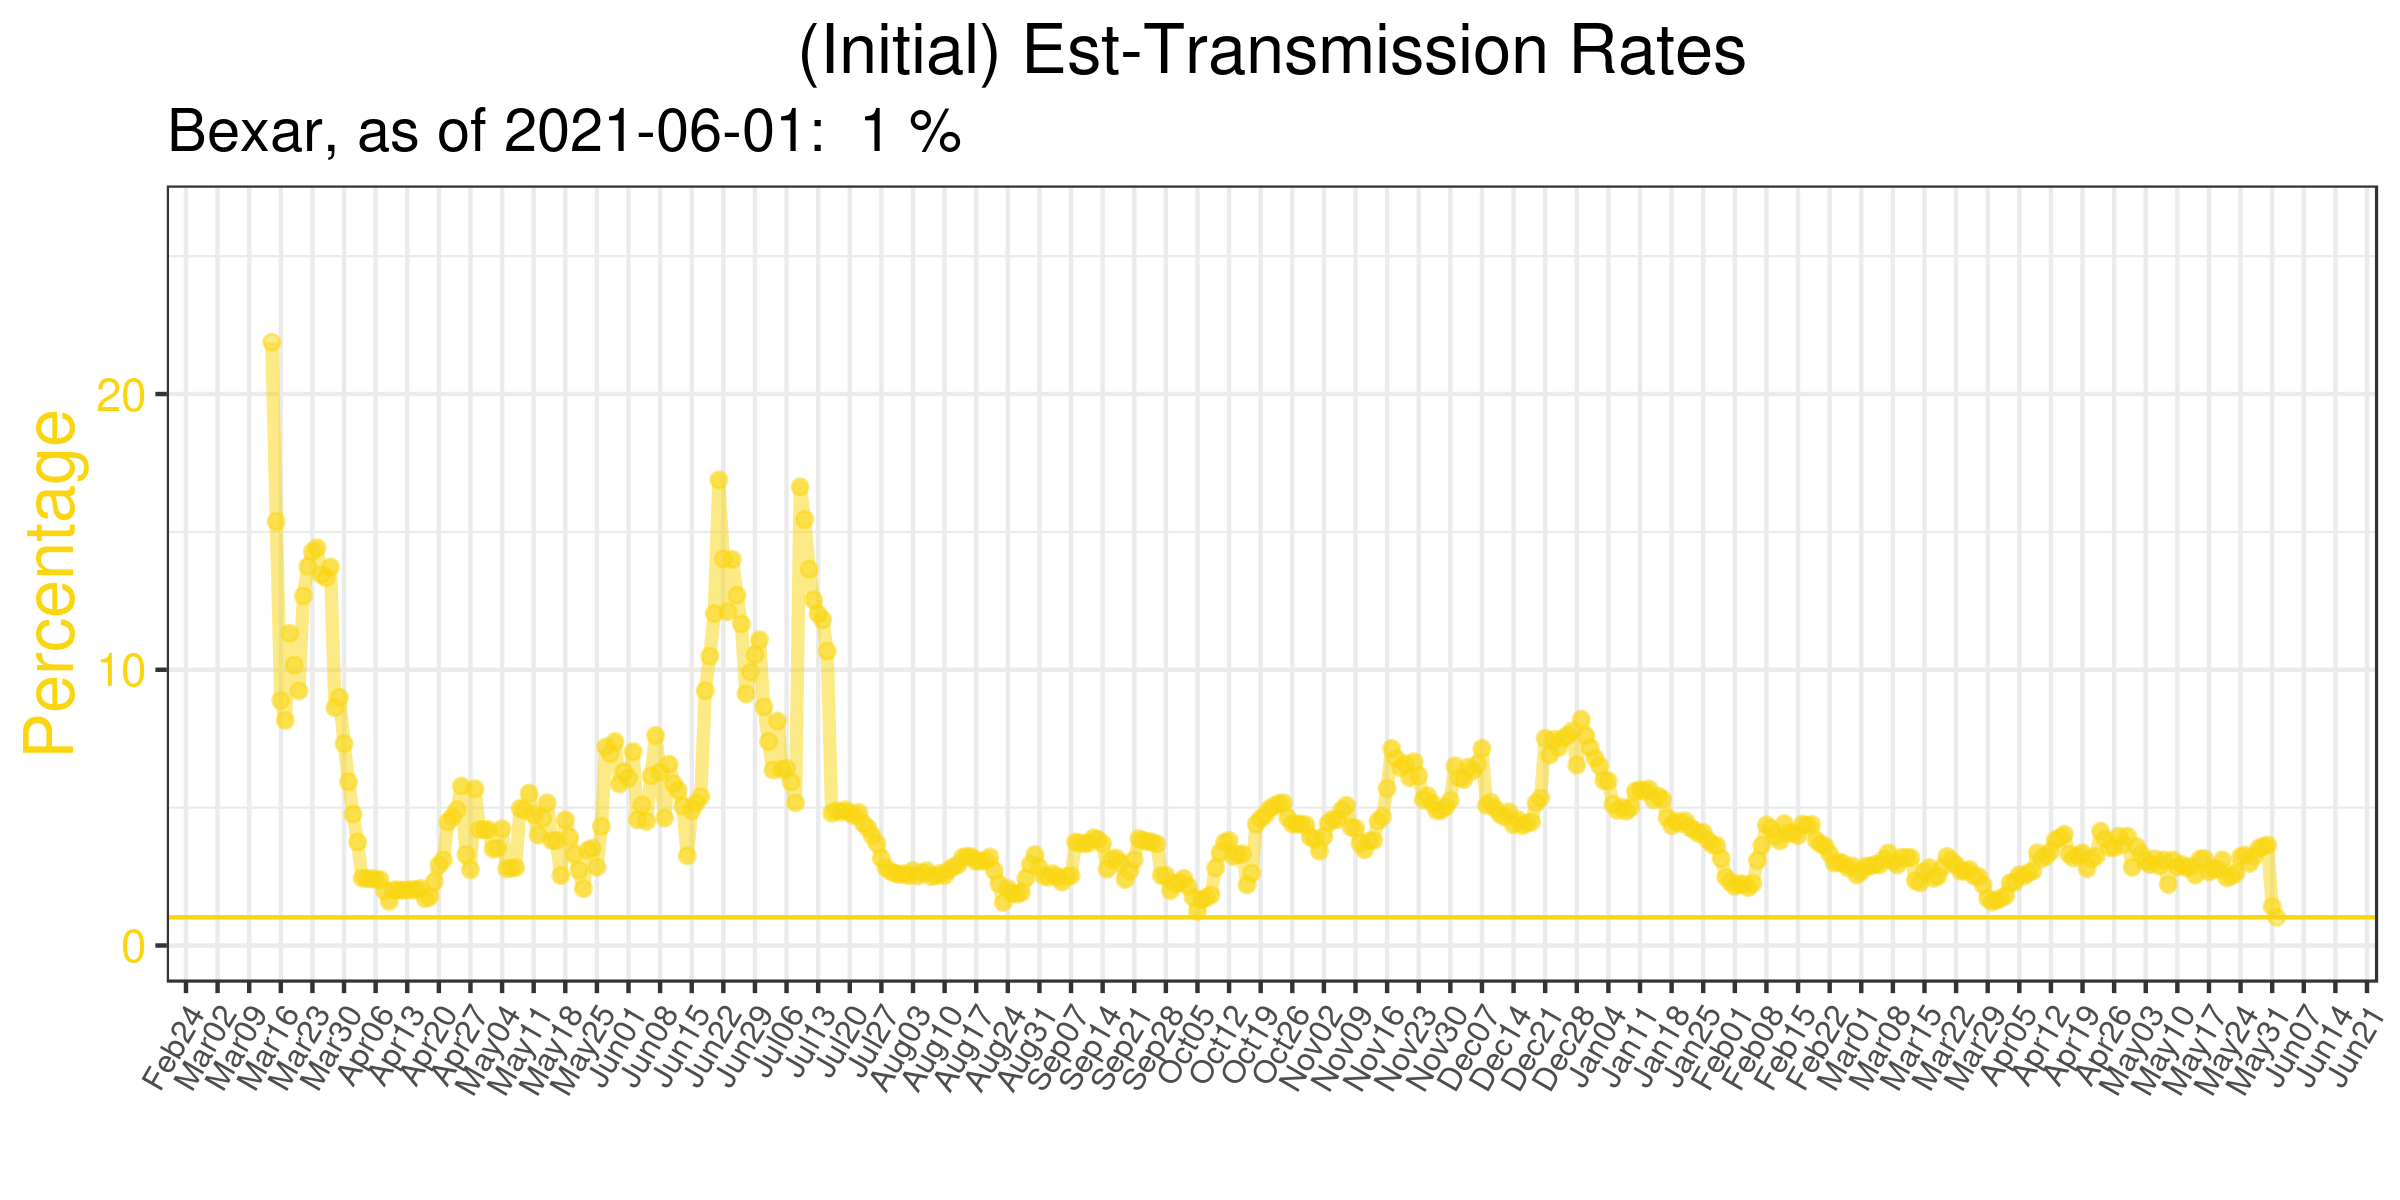 (Initial) Est-Transmission Rates
Bexar, as of 2021-06-01:  1 %
Percentage
20
10
0
Feb24
Mar02
Mar09
Mar16
Mar23
Mar30
Apr06
Apr13
Apr20
Apr27
May04
May11
May18
May25
Jun01
Jun08
Jun15
Jun22
Jun29
Jul06
Jul13
Jul20
Jul27
Aug03
Aug10
Aug17
Aug24
Aug31
Sep07
Sep14
Sep21
Sep28
Oct05
Oct12
Oct19
Oct26
Nov02
Nov09
Nov16
Nov23
Nov30
Dec07
Dec14
Dec21
Dec28
Jan04
Jan11
Jan18
Jan25
Feb01
Feb08
Feb15
Feb22
Mar01
Mar08
Mar15
Mar22
Mar29
Apr05
Apr12
Apr19
Apr26
May03
May10
May17
May24
May31
Jun07
Jun14
Jun21